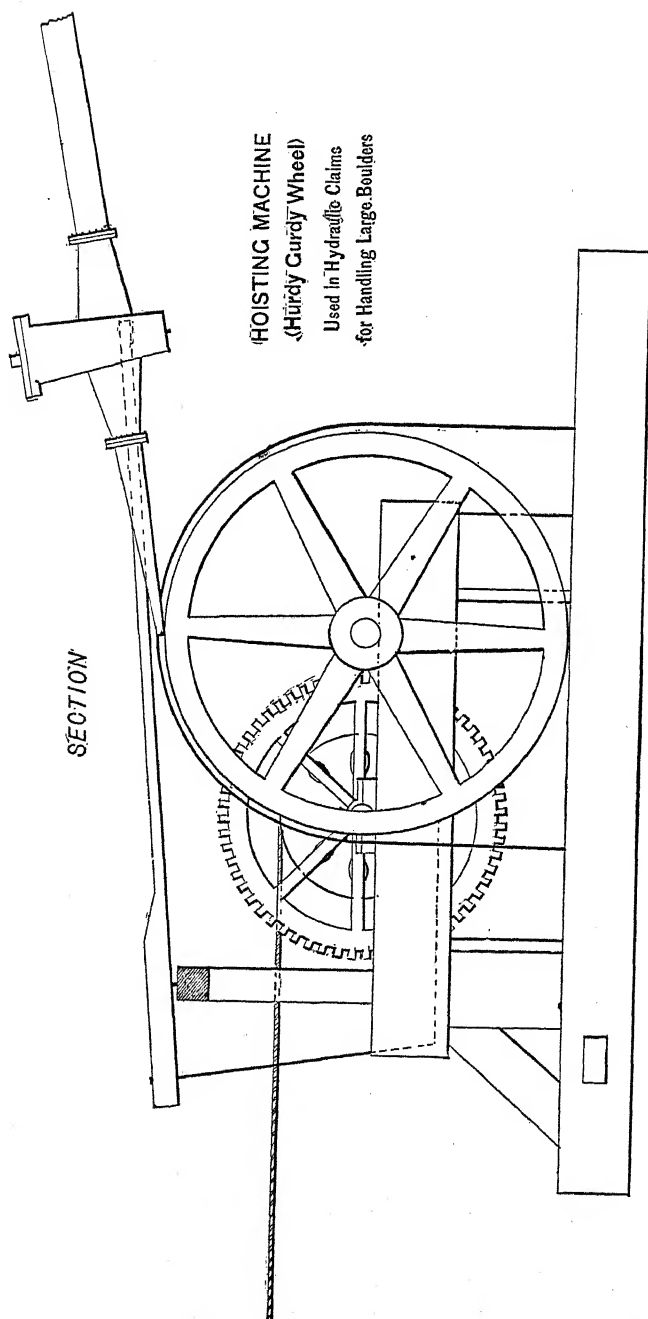 SECTION
HOISTING MACHINE
(Hurdy Gurdy Wheel)
Used in Hydraulic Claims
for Handling Large Boulders